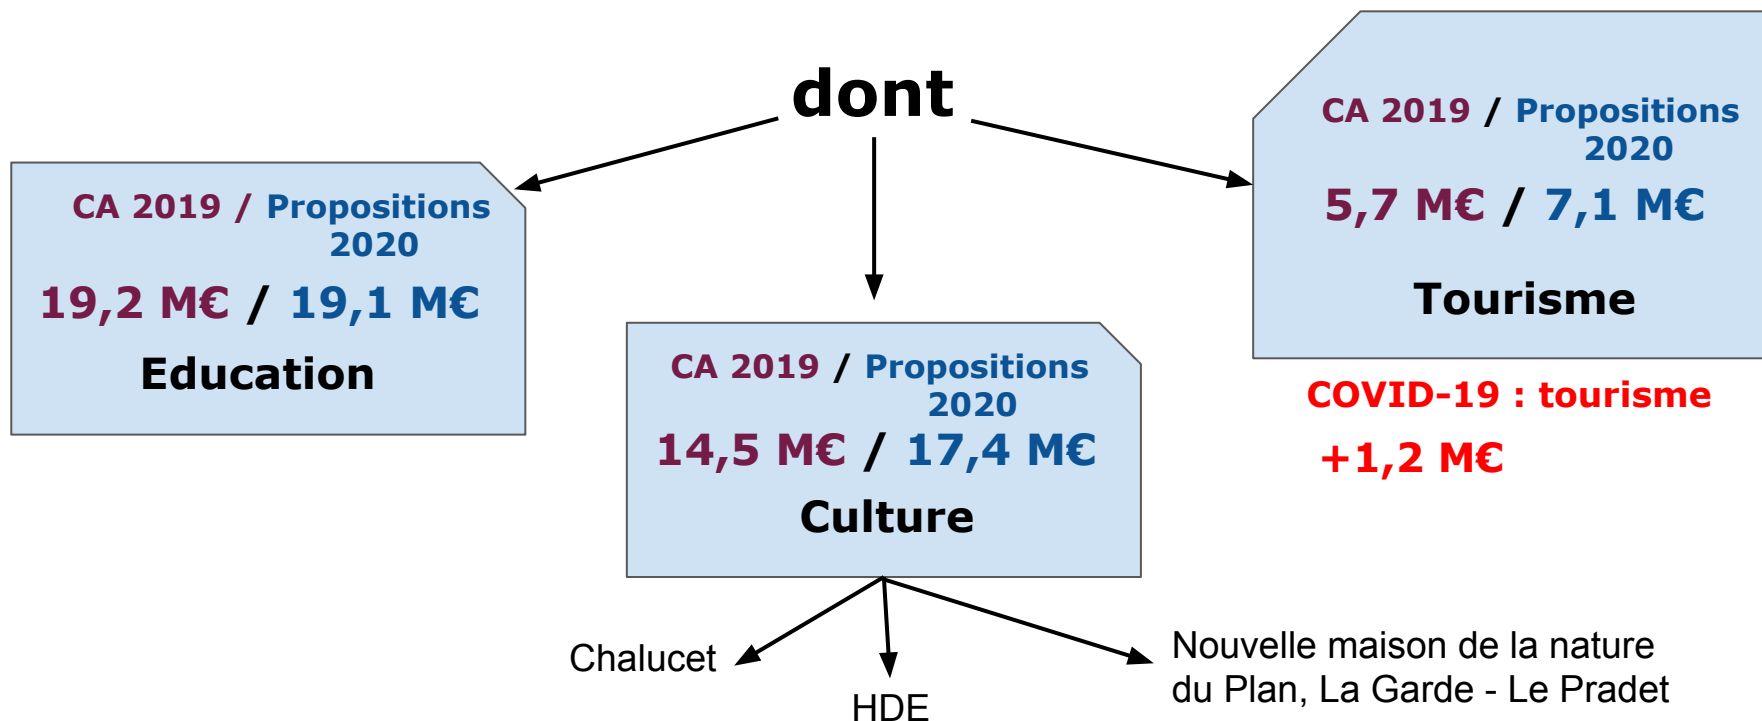 dont
CA 2019 / Propositions
2020
19,2 M€ / 19,1 M€
Education
CA 2019 / Propositions
2020
14,5 M€ / 17,4 M€
Culture
CA 2019 / Propositions
2020
5,7 M€ / 7,1 M€
Tourisme
COVID-19 : tourisme
+1,2 M€
Chalucet
HDE
Nouvelle maison de la nature
du Plan, La Garde - Le Pradet